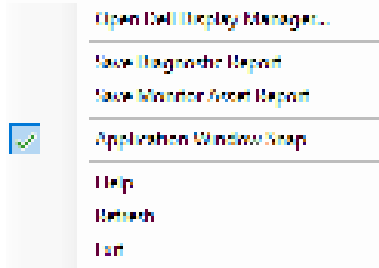 Open Dell Display Manager...
Save Diagnostic Report
Save Monitor Asset Report
Application Window Snap
Help
Refresh
Exit